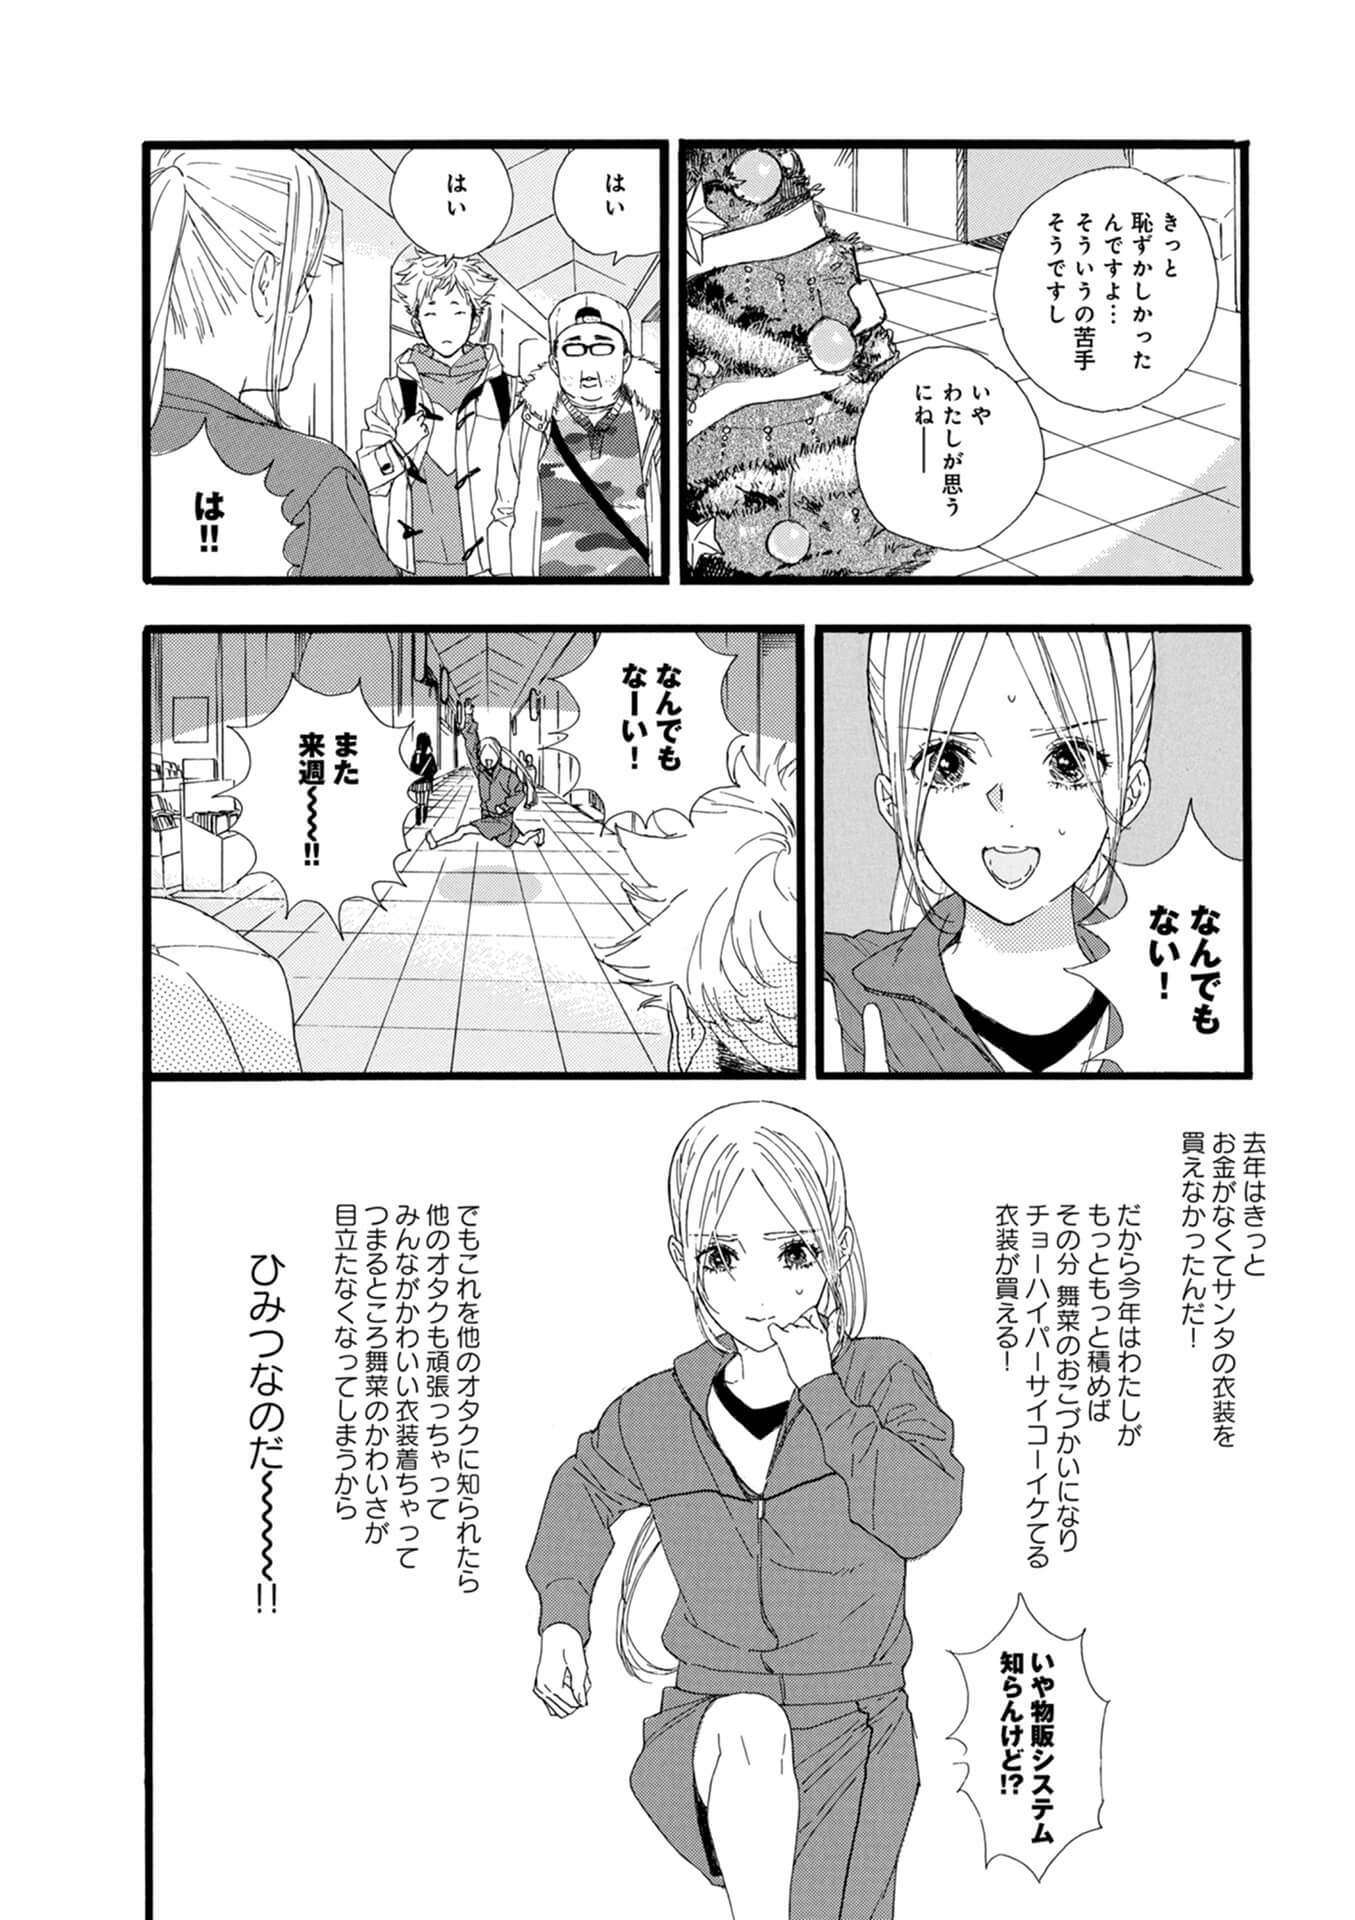 きっと
恥ずかしかった
んですよ…
そういうの苦手
そうですし
いや
わたしが思う
にね――
はい
はい
は!!
なんでも
ない！
なんでも
なーい！
また
来週〜〜〜!!
去年はきっと
お金がなくてサンタの衣装を
買えなかったんだ！
だから今年はわたしが
もっともっと積めば
その分 舞菜のおこづかいになり
チョーハイパーサイコーイケてる
衣装が買える！
いや物販システム
知らんけど!?
でもこれを他のオタクに知られたら
他のオタクも頑張っちゃって
みんながかわいい衣装着ちゃって
つまるところ舞菜のかわいさが
目立たなくなってしまうから
ひみつなのだ〜〜〜〜!!